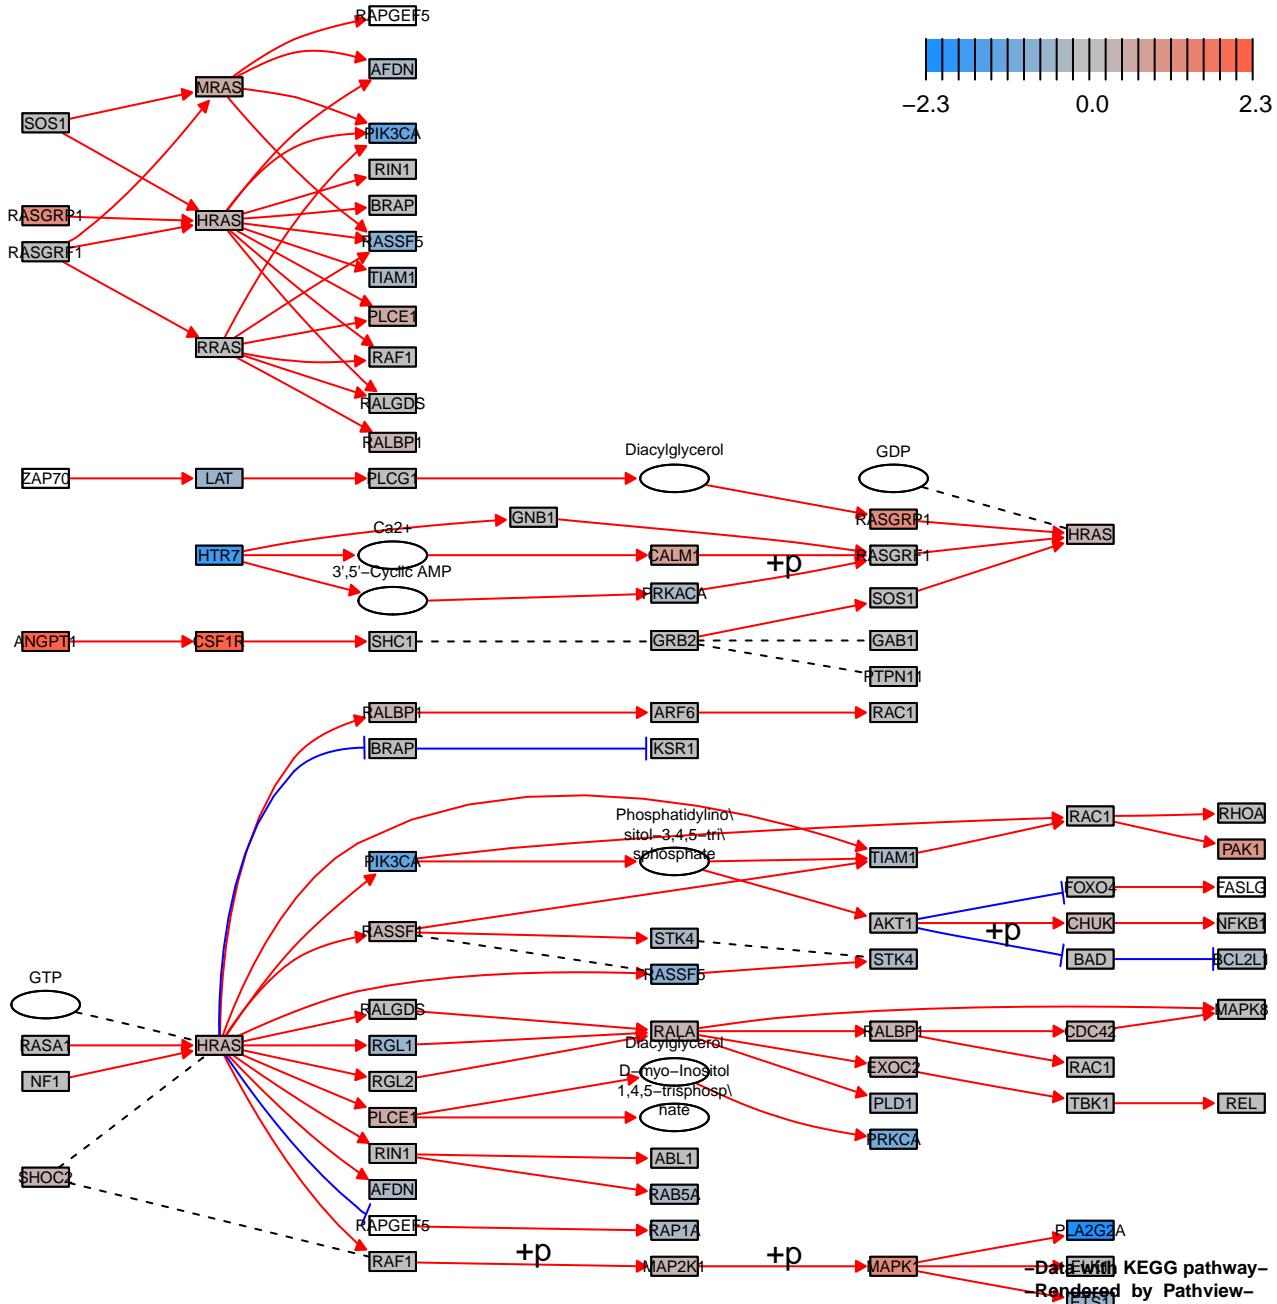 RAPGEF5
AFDN
MRAS
−2.3 0.0 2.3
SOS1
PIK3CA
RIN1
BRAP
RASGRP1
HRAS
RASGRF1
RASSF5
TIAM1
PLCE1
RRAS
RAF1
RALGDS
RALBP1
Diacylglycerol
GDP
ZAP70
LAT
PLCG1
GNB1
RASGRP1
Ca2+
HRAS
HTR7
CALM1
+p
RASGRF1
3',5'−Cyclic AMP
PRKACA
SOS1
ANGPT1
CSF1R
SHC1
GRB2
GAB1
PTPN11
RALBP1
ARF6
RAC1
BRAP
KSR1
Phosphatidylino\
sitol−3,4,5−tri\
sphosphate
RAC1
RHOA
PIK3CA
TIAM1
PAK1
FOXO4
FASLG
RASSF1
STK4
AKT1
CHUK
NFKB1
+p
RASSF5
STK4
BAD
BCL2L1
GTP
RALGDS
MAPK8
RASA1
HRAS
RGL1
RALA
RALBP1
CDC42
Diacylglycerol
NF1
RGL2
D−myo−Inositol
1,4,5−trisphosp\
nate
EXOC2
RAC1
PLCE1
PLD1
TBK1
REL
PRKCA
RIN1
ABL1
SHOC2
AFDN
RAB5A
RAPGEF5
RAP1A
PLA2G2A
RAF1
+p
MAP2K1
+p
MAPK1
ELK1
−Data with KEGG pathway−
−Rendered by Pathview−
ETS1